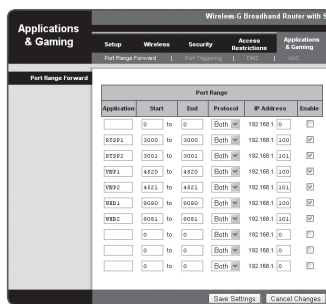 Wireless-G Broadband Router with S
Applications & Gaming
Setup Wireless Security Access Restrictions Applications & Gaming
Port Range Forward | Port Triggering | DMZ | QoS
Port Range Forward
Port Range
Application Start End Protocol IP Address Enable
0 to 0 Both 192.168.1. 0
RTSP1 3000 to 3000 Both 192.168.1. 100
RTSP2 3001 to 3001 Both 192.168.1. 101
VNP1 4520 to 4520 Both 192.168.1. 100
VNP2 4521 to 4521 Both 192.168.1. 101
WEB1 8080 to 8080 Both 192.168.1. 100
WEB2 8081 to 8081 Both 192.168.1. 101
0 to 0 Both 192.168.1. 0
0 to 0 Both 192.168.1. 0
0 to 0 Both 192.168.1. 0
Save Settings Cancel Changes